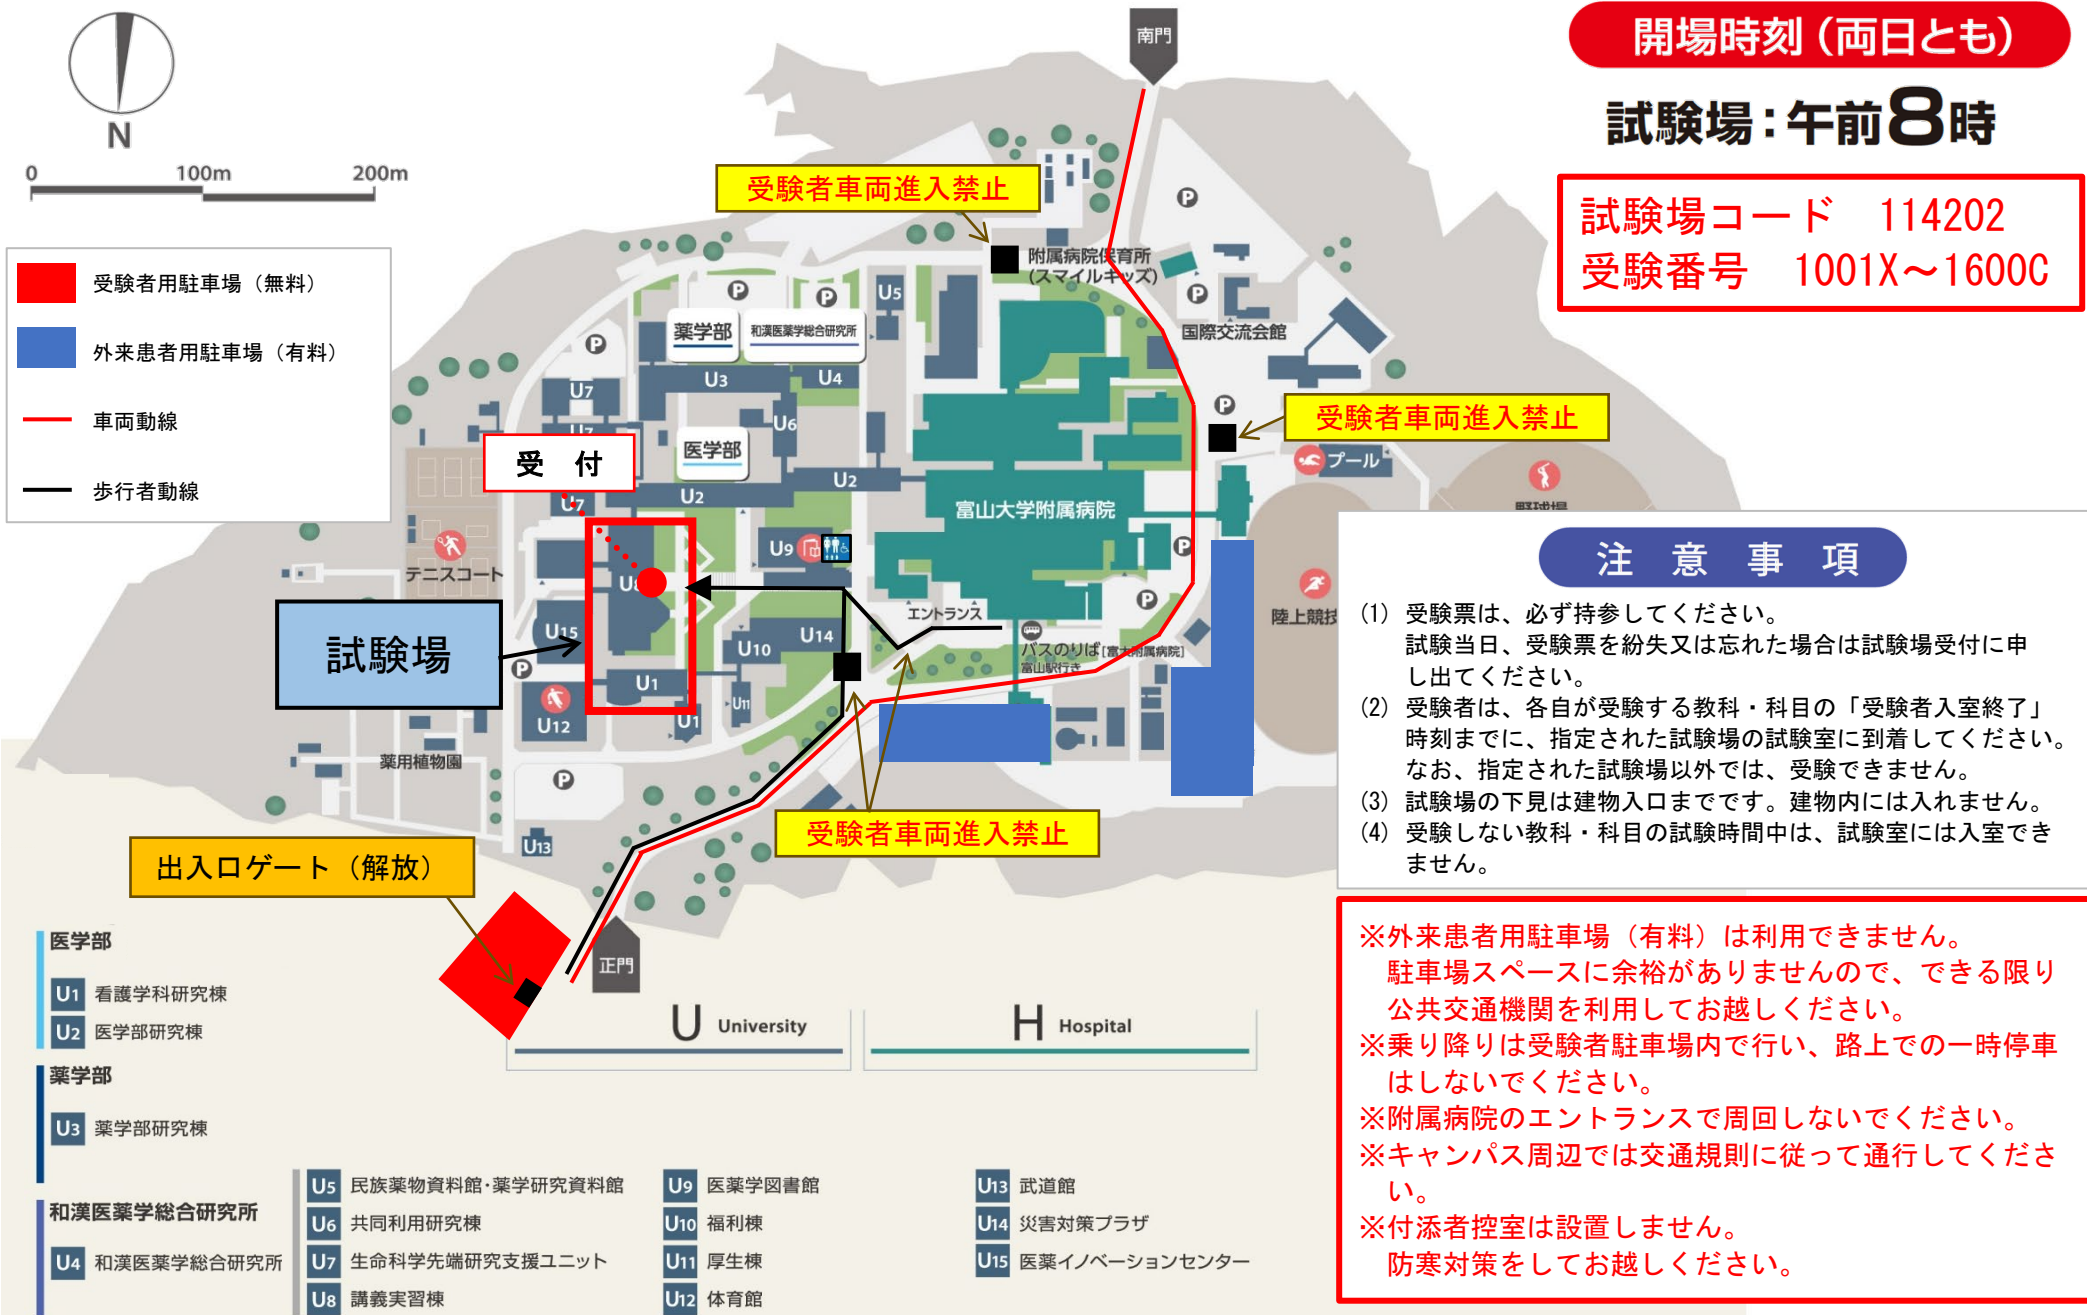 開場時刻（両日とも）
試験場：午前8時
試験場コード　114202
受験番号　1001X～1600C
N
0 100m 200m
受験者用駐車場（無料）
外来患者用駐車場（有料）
車両動線
歩行者動線
南門
受験者車両進入禁止
P
附属病院保育所
(スマイルキッズ)
P
国際交流会館
P
P
U5
薬学部
和漢医薬学総合研究所
P
U7
U3
U4
U6
P
受験者車両進入禁止
U7
受　付
医学部
U2
U2
プール
野球場
U7
富山大学附属病院
U9
P
テニスコート
U8
エントランス
P
陸上競技
試験場
U15
U14
U10
バスのりば[富大附属病院]
富山駅行き
P
U1
U11
U12
U1
薬用植物園
P
受験者車両進入禁止
U13
出入口ゲート（解放）
正門
注　意　事　項
(1) 受験票は、必ず持参してください。
試験当日、受験票を紛失又は忘れた場合は試験場受付に申
し出てください。
(2) 受験者は、各自が受験する教科・科目の「受験者入室終了」
時刻までに、指定された試験場の試験室に到着してください。
なお、指定された試験場以外では、受験できません。
(3) 試験場の下見は建物入口までです。建物内には入れません。
(4) 受験しない教科・科目の試験時間中は、試験室には入室でき
ません。
※外来患者用駐車場（有料）は利用できません。
駐車場スペースに余裕がありませんので、できる限り
公共交通機関を利用してお越しください。
※乗り降りは受験者駐車場内で行い、路上での一時停車
はしないでください。
※附属病院のエントランスで周回しないでください。
※キャンパス周辺では交通規則に従って通行してくださ
い。
※付添者控室は設置しません。
防寒対策をしてお越しください。
U University
H Hospital
医学部
U1 看護学科研究棟
U2 医学部研究棟
薬学部
U3 薬学部研究棟
和漢医薬学総合研究所
U4 和漢医薬学総合研究所
U5 民族薬物資料館・薬学研究資料館
U6 共同利用研究棟
U7 生命科学先端研究支援ユニット
U8 講義実習棟
U9 医薬学図書館
U10 福利棟
U11 厚生棟
U12 体育館
U13 武道館
U14 災害対策プラザ
U15 医薬イノベーションセンター